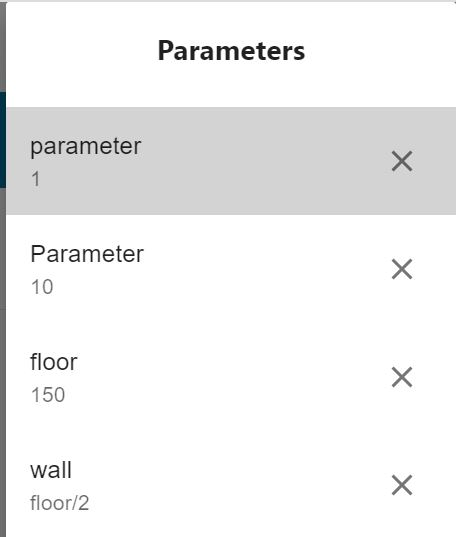 Parameters
parameter
1
Parameter
10
floor
150
wall
floor/2